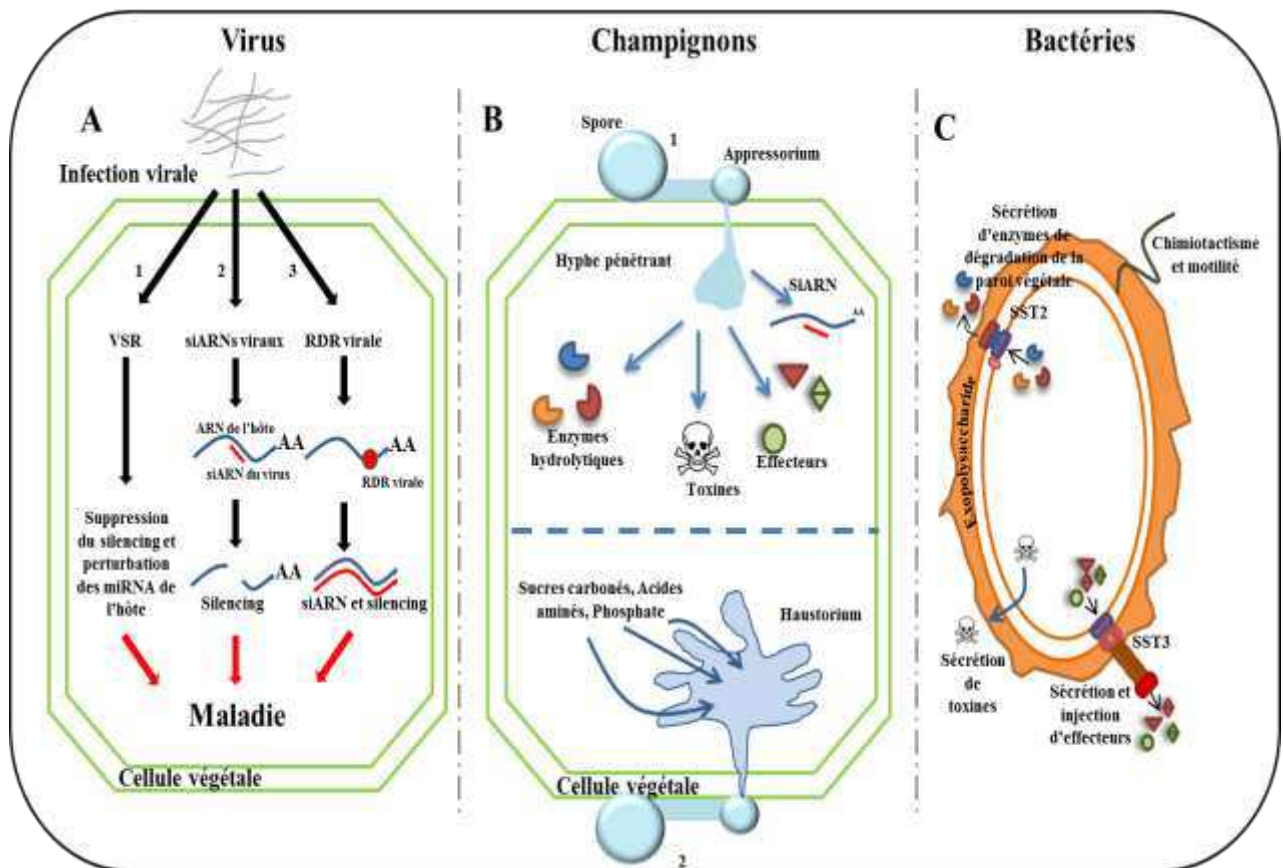 Virus
A
Infection virale
1
2
3
VSR
siARNs viraux
RDR virale
ARN de l'hôte
AA
siARN du virus
AA
RDR virale
Suppression
du silencing et
perturbation
des miRNA de
l'hôte
AA
Silencing
siARN et silencing
Maladie
Cellule végétale
Champignons
B
Spore
1
Appressorium
Hyphe pénétrant
SiARN
AA
Enzymes
hydrolytiques
Toxines
Effecteurs
Sucres carbonés, Acides
aminés, Phosphate
Haustorium
Cellule végétale
2
Bactéries
C
Sécrétion
d'enzymes de
dégradation de la
paroi végétale
Chimiotactisme
et motilité
SST2
Exopolysaccharide
SST3
Sécrétion
de
toxines
Sécrétion et
injection
d'effecteurs